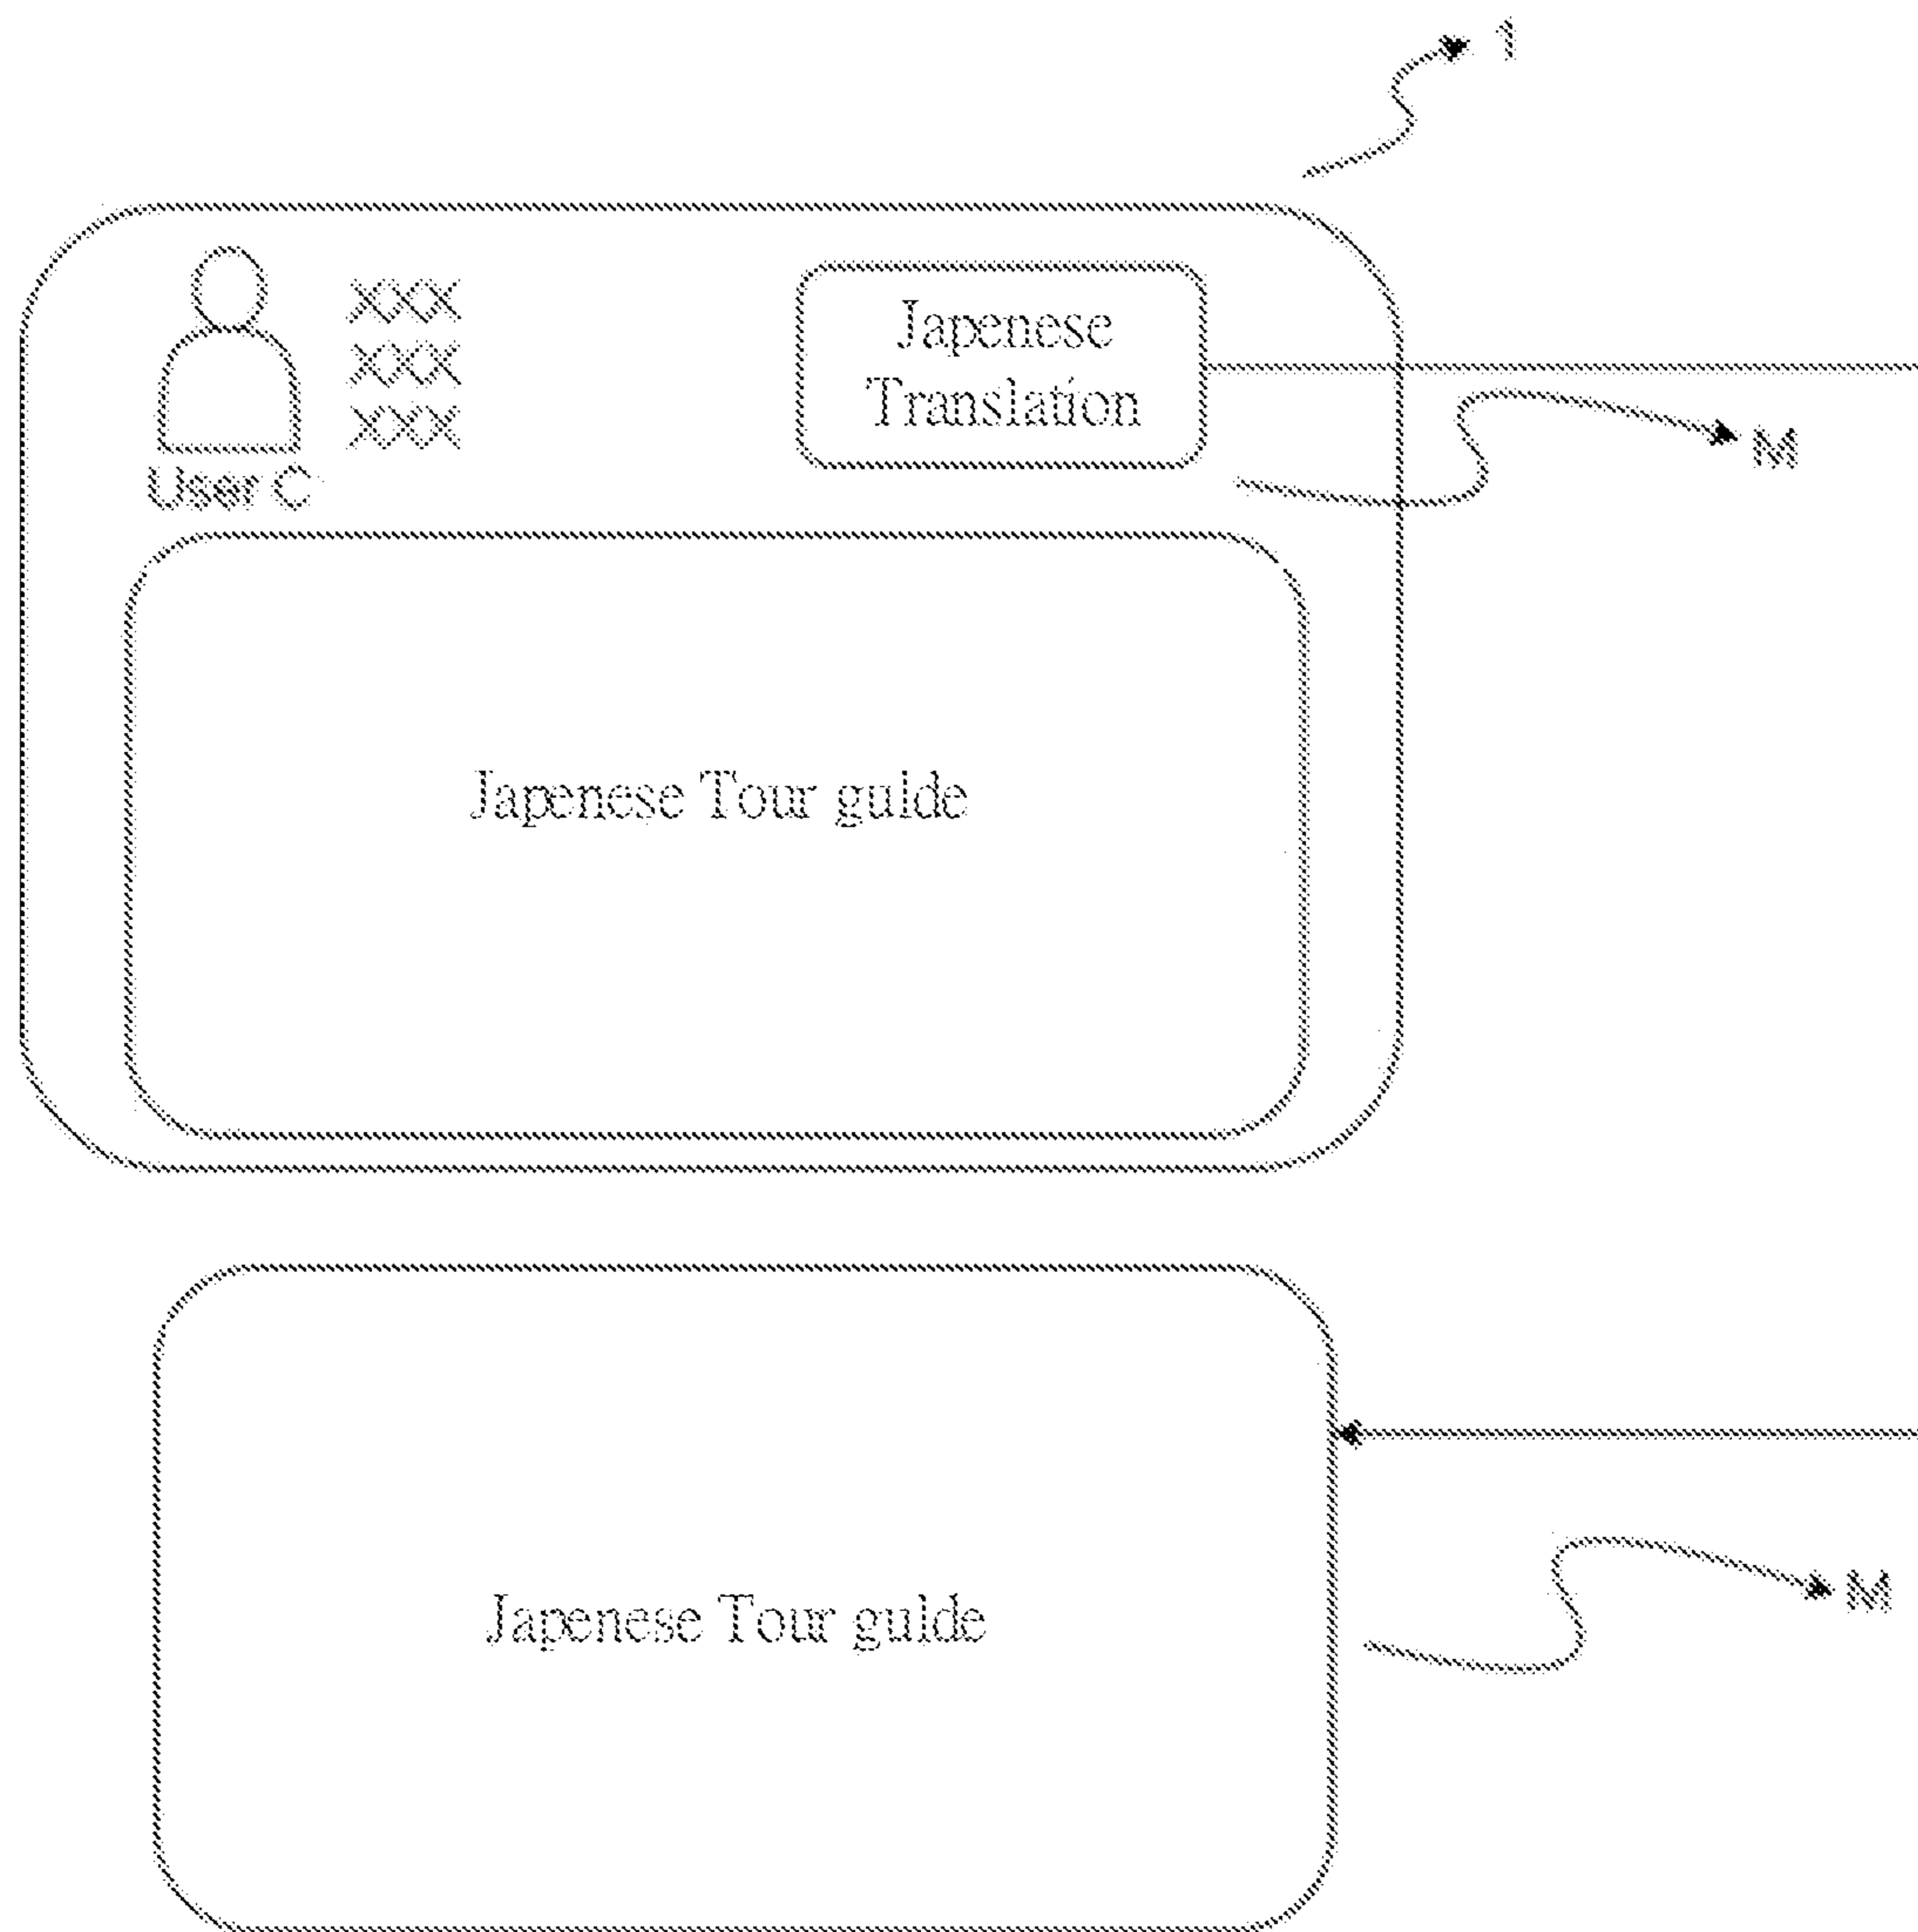 1
XXX
XXX
XXX
User C
Japenese
Translation
M
Japenese Tour guide
Japenese Tour guide
M